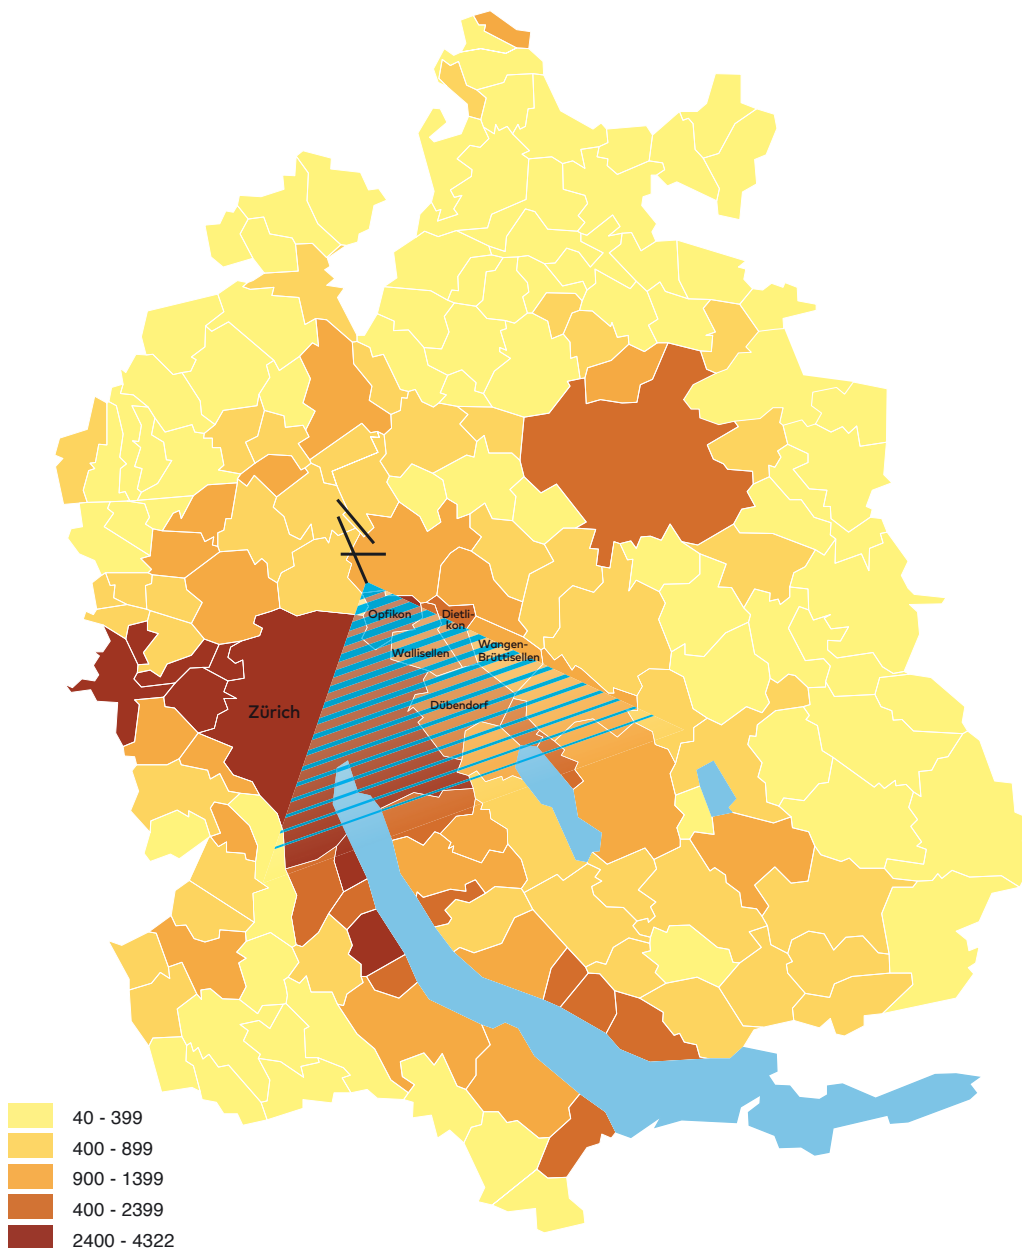 Opfikon
Dietli-
kon
Wallisellen
Wangen-
Brüttisellen
Zürich
Dübendorf
40 - 399
400 - 899
900 - 1399
400 - 2399
2400 - 4322